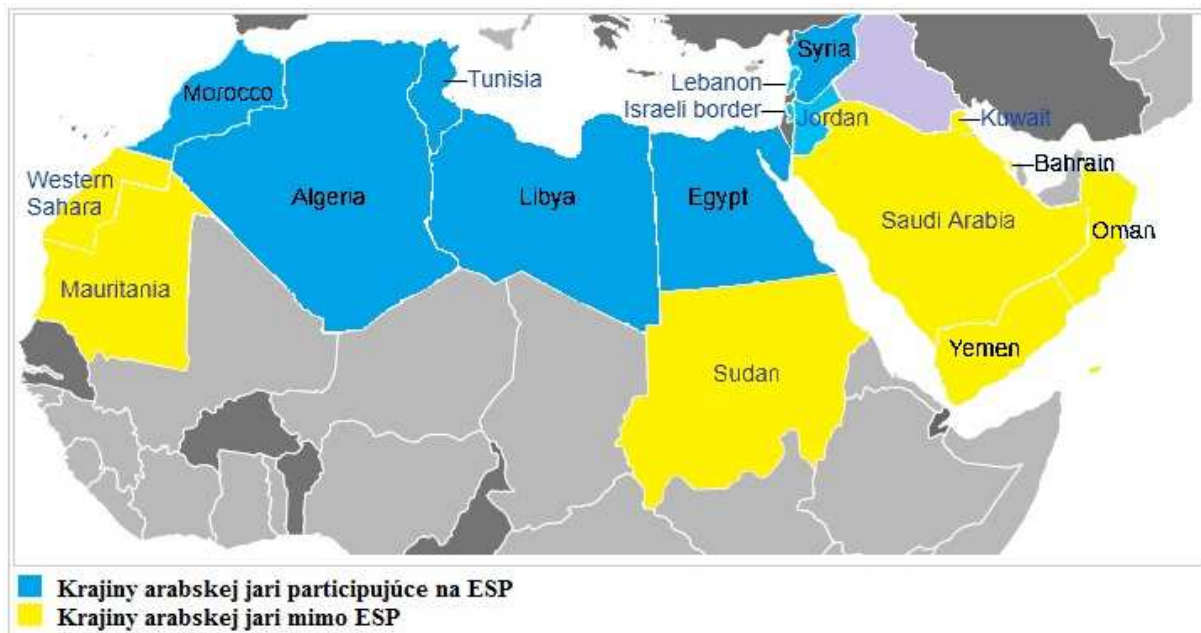 Syria
Morocco
Tunisia
Lebanon
Israeli border
Jordan
Kuwait
Bahrain
Western
Sahara
Algeria
Libya
Egypt
Saudi Arabia
Oman
Mauritania
Yemen
Sudan
Krajiny arabskej jari participujúce na ESP
Krajiny arabskej jari mimo ESP